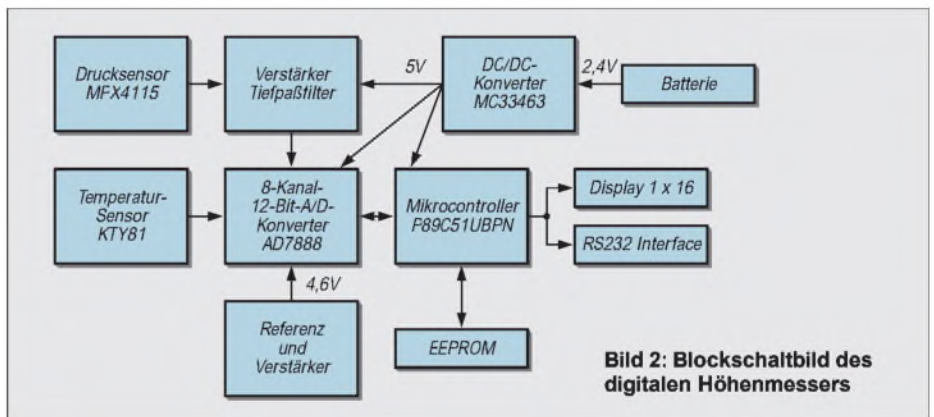 Drucksensor
MPX4115
Verstärker
Tiefpaßfilter
5V
DC/DC-
Konverter
MC33463
2,4V
Batterie
Temperatur-
Sensor
KTY81
8-Kanal-
12-Bit-A/D-
Konverter
AD7888
Mikrocontroller
P89C51UBPN
Display 1 x 16
RS232 Interface
4,6V
Referenz
und
Verstärker
EEPROM
Bild 2: Blockschaltbild des
digitalen Höhenmessers